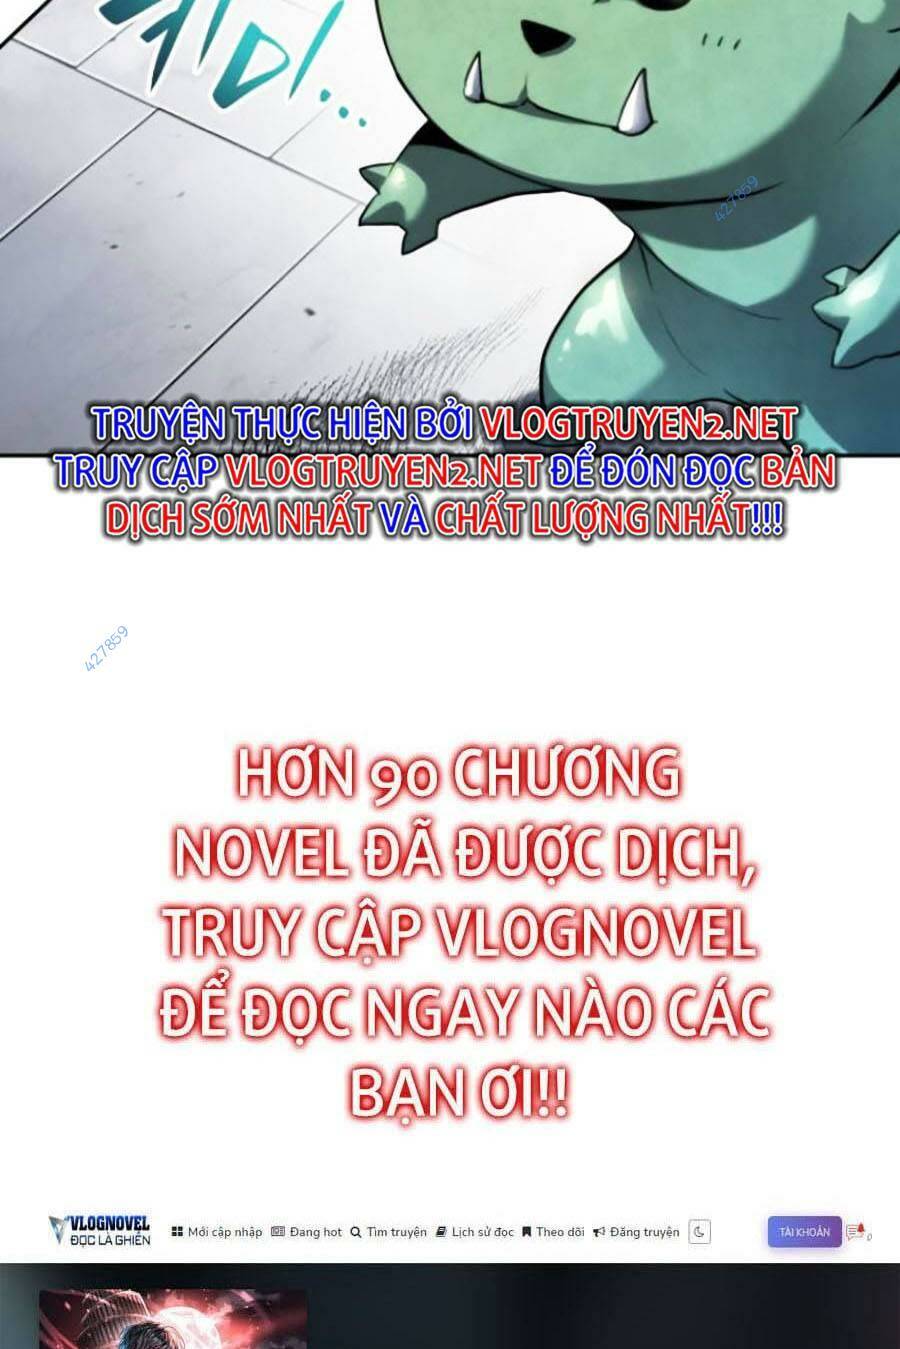 427859
TRUYỆN THỰC HIỆN BỞI VLOGTRUYEN2.NET
TRUY CẬP VLOGTRUYEN2.NET ĐỂ ĐÓN ĐỌC BẢN
DỊCH SỚM NHẤT VÀ CHẤT LƯỢNG NHẤT!!!
427859
HƠN 90 CHƯƠNG
NOVEL ĐÃ ĐƯỢC DỊCH,
TRUY CẬP VLOGNOVEL
ĐỂ ĐỌC NGAY NÀO CÁC
BẠN ƠI!!
VLOGNOVEL
ĐỌC LÀ GHIỀN
Mới cập nhập Đang hot Tìm truyện Lịch sử đọc Theo dõi Đăng truyện TÀI KHOẢN 0